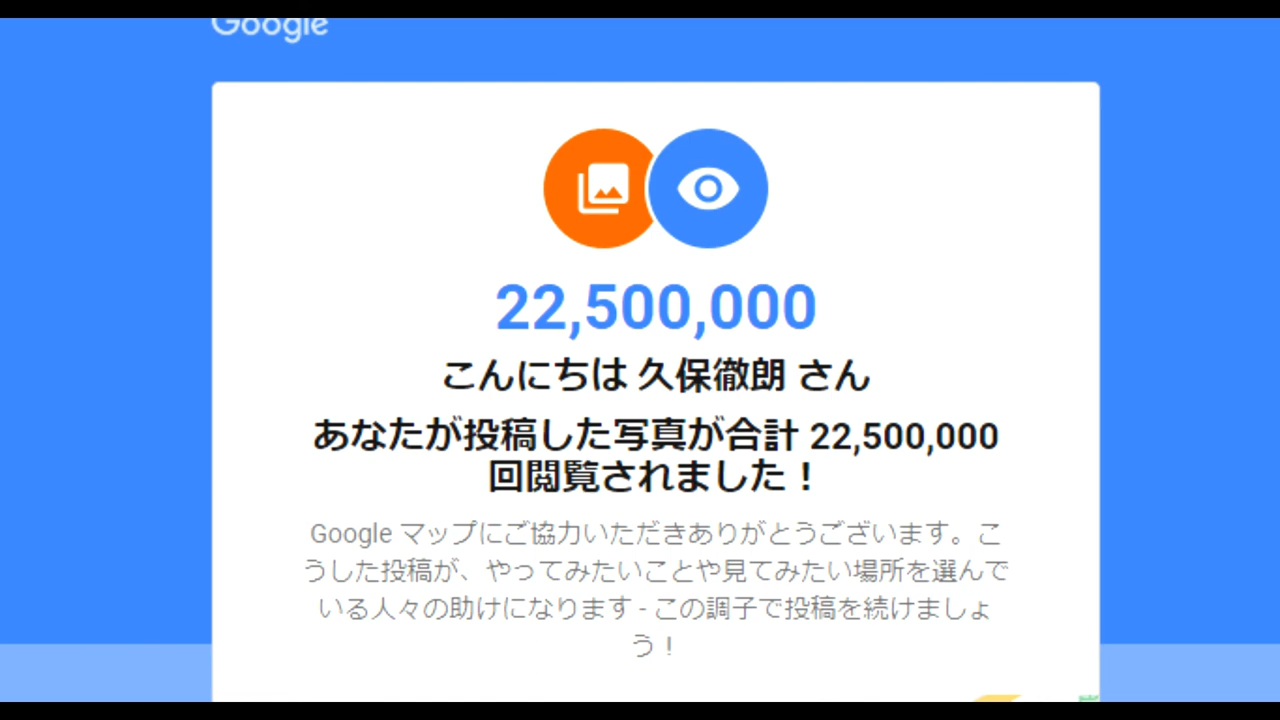 Google
22,500,000
こんにちは 久保徹朗 さん
あなたが投稿した写真が合計 22,500,000
回閲覧されました！
Google マップにご協力いただきありがとうございます。こ
うした投稿が、やってみたいことや見てみたい場所を選んで
いる人々の助けになります - この調子で投稿を続けましょ
う！